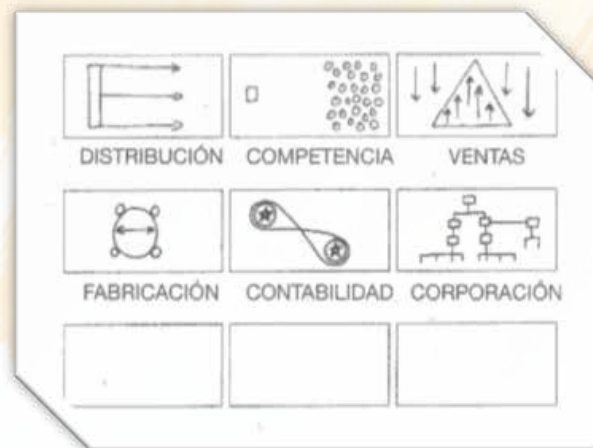 DISTRIBUCIÓN COMPETENCIA VENTAS
FABRICACIÓN CONTABILIDAD CORPORACIÓN